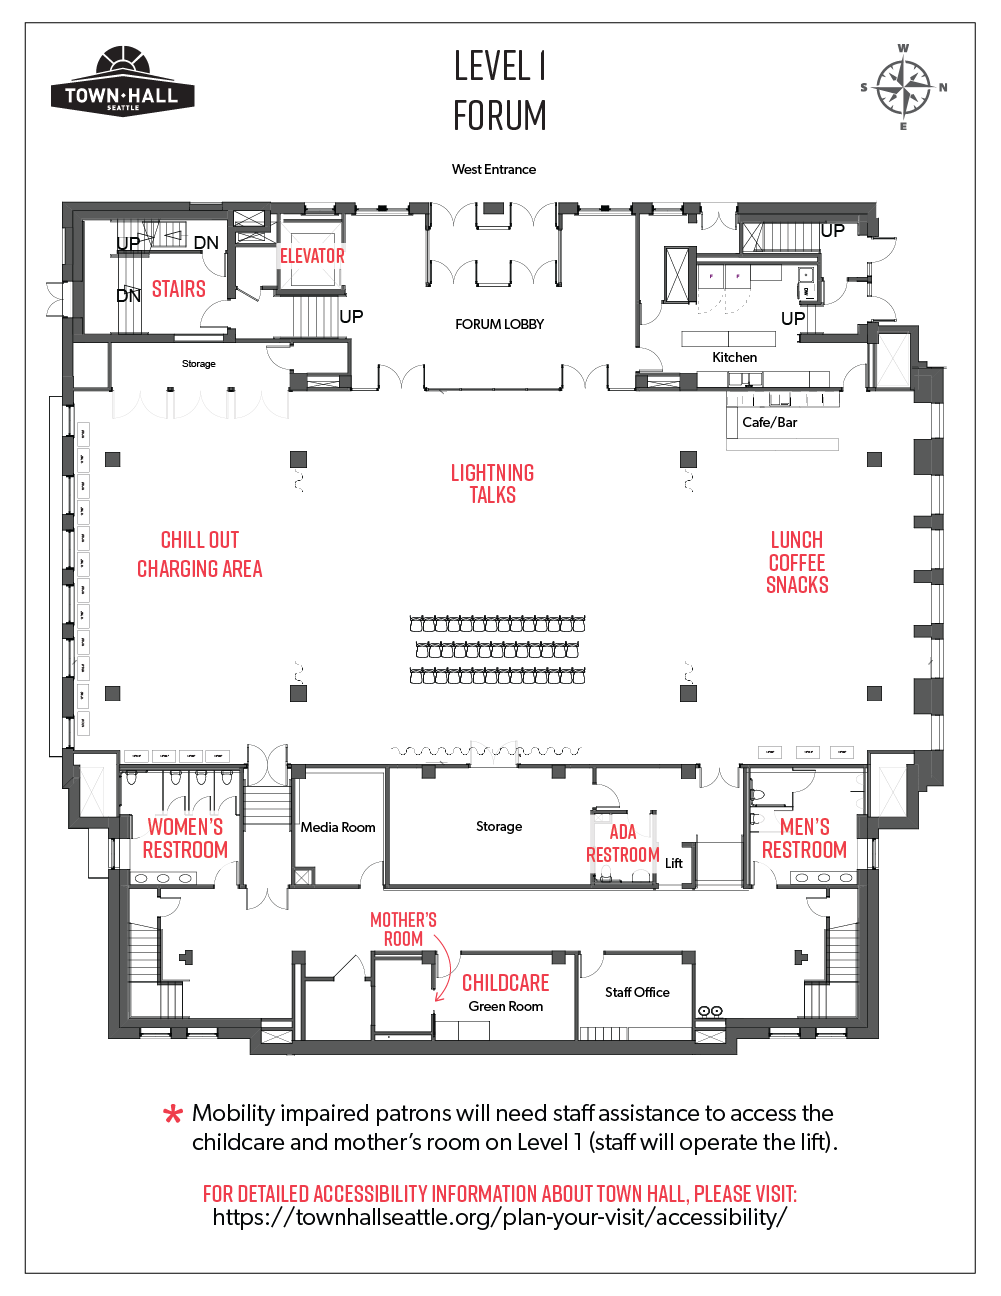 TOWN HALL
SEATTLE
LEVEL 1
FORUM
W
S
N
E
West Entrance
UP
DN
STAIRS
DN
ELEVATOR
UP
FORUM LOBBY
UP
UP
Kitchen
Storage
Cafe/Bar
LIGHTNING
TALKS
CHILL OUT
CHARGING AREA
LUNCH
COFFEE
SNACKS
WOMEN'S
RESTROOM
Media Room
Storage
ADA
RESTROOM
Lift
MEN'S
RESTROOM
MOTHER'S
ROOM
CHILDCARE
Green Room
Staff Office
* Mobility impaired patrons will need staff assistance to access the
childcare and mother's room on Level 1 (staff will operate the lift).
FOR DETAILED ACCESSIBILITY INFORMATION ABOUT TOWN HALL, PLEASE VISIT:
https://townhallseattle.org/plan-your-visit/accessibility/